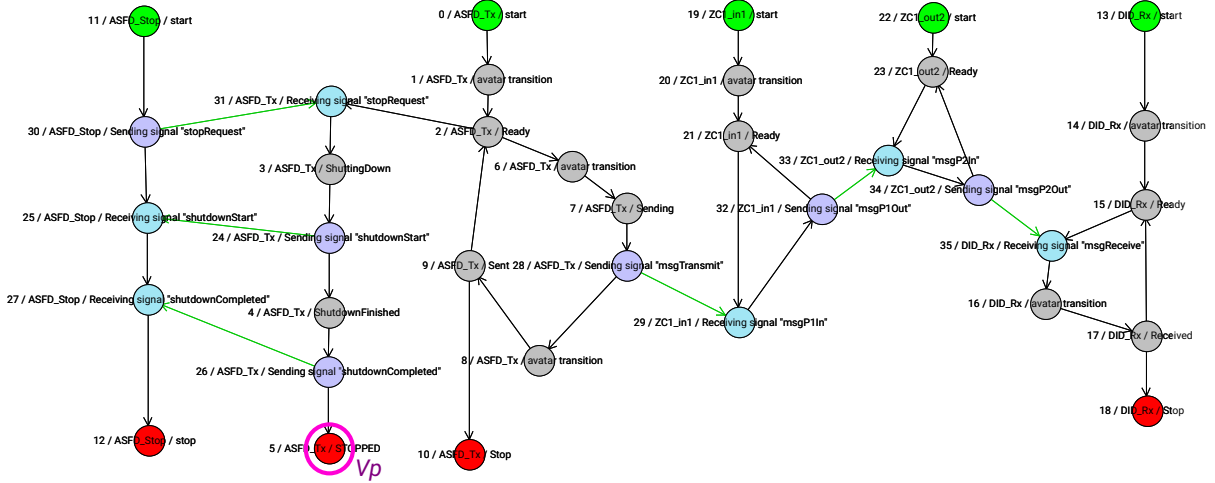 11 / ASFD_Stop / start
0 / ASFD_Tx / start
19 / ZC1_in1 / start
22 / ZC1_out2 / start
13 / DID_Rx / start
1 / ASFD_Tx / avatar transition
20 / ZC1_in1 / avatar transition
23 / ZC1_out2 / Ready
31 / ASFD_Tx / Receiving signal "stopRequest"
30 / ASFD_Stop / Sending signal "stopRequest"
2 / ASFD_Tx / Ready
21 / ZC1_in1 / Ready
14 / DID_Rx / avatar transition
3 / ASFD_Tx / ShuttingDown
6 / ASFD_Tx / avatar transition
33 / ZC1_out2 / Receiving signal "msgP2In"
34 / ZC1_out2 / Sending signal "msgP2Out"
7 / ASFD_Tx / Sending
32 / ZC1_in1 / Sending signal "msgP1Out"
15 / DID_Rx / Ready
25 / ASFD_Stop / Receiving signal "shutdownStart"
24 / ASFD_Tx / Sending signal "shutdownStart"
35 / DID_Rx / Receiving signal "msgReceive"
9 / ASFD_Tx / Sent
28 / ASFD_Tx / Sending signal "msgTransmit"
27 / ASFD_Stop / Receiving signal "shutdownCompleted"
4 / ASFD_Tx / ShutdownFinished
29 / ZC1_in1 / Receiving signal "msgP1In"
16 / DID_Rx / avatar transition
17 / DID_Rx / Received
8 / ASFD_Tx / avatar transition
26 / ASFD_Tx / Sending signal "shutdownCompleted"
18 / DID_Rx / Stop
12 / ASFD_Stop / stop
5 / ASFD_Tx / STOPPED
10 / ASFD_Tx / Stop
Vp